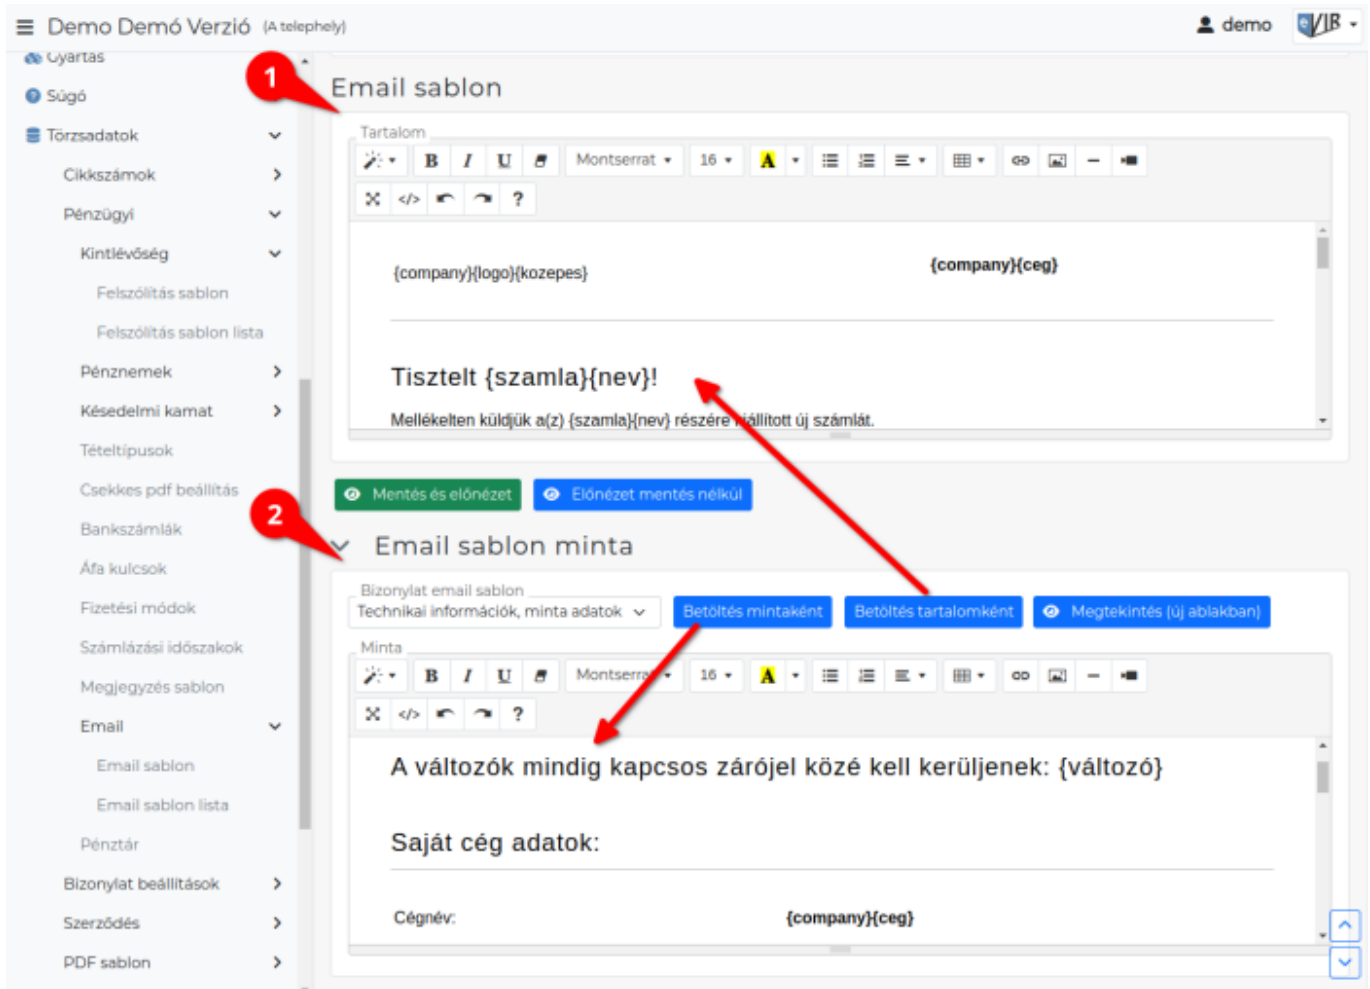 Demo Demó Verzió (A telephely)
demo
VIR
Gyártás
Súgó
Törzsadatok
Cikkszámok
Pénzügyi
Kintlévőség
Felszólítás sablon
Felszólítás sablon lista
Pénznemek
Késedelmi kamat
Tételtípusok
Csekkes pdf beállítás
Bankszámlák
Áfa kulcsok
Fizetési módok
Számlázási időszakok
Megjegyzés sablon
Email
Email sablon
Email sablon lista
Pénztár
Bizonylat beállítások
Szerződés
PDF sablon
1
Email sablon
Tartalom
B I U Montserrat 16 A
</> ?
{company}{logo}{kozepes}
{company}{ceg}
Tisztelt {szamla}{nev}!
Mellékelten küldjük a(z) {szamla}{nev} részére kiállított új számlát.
Mentés és előnézet
Előnézet mentés nélkül
2
Email sablon minta
Bizonylat email sablon
Technikai információk, minta adatok
Betöltés mintaként
Betöltés tartalomként
Megtekintés (új ablakban)
Minta
B I U Montserrat 16 A
</> ?
A változók mindig kapcsos zárójel közé kell kerüljenek: {változó}
Saját cég adatok:
Cégnév:
{company}{ceg}